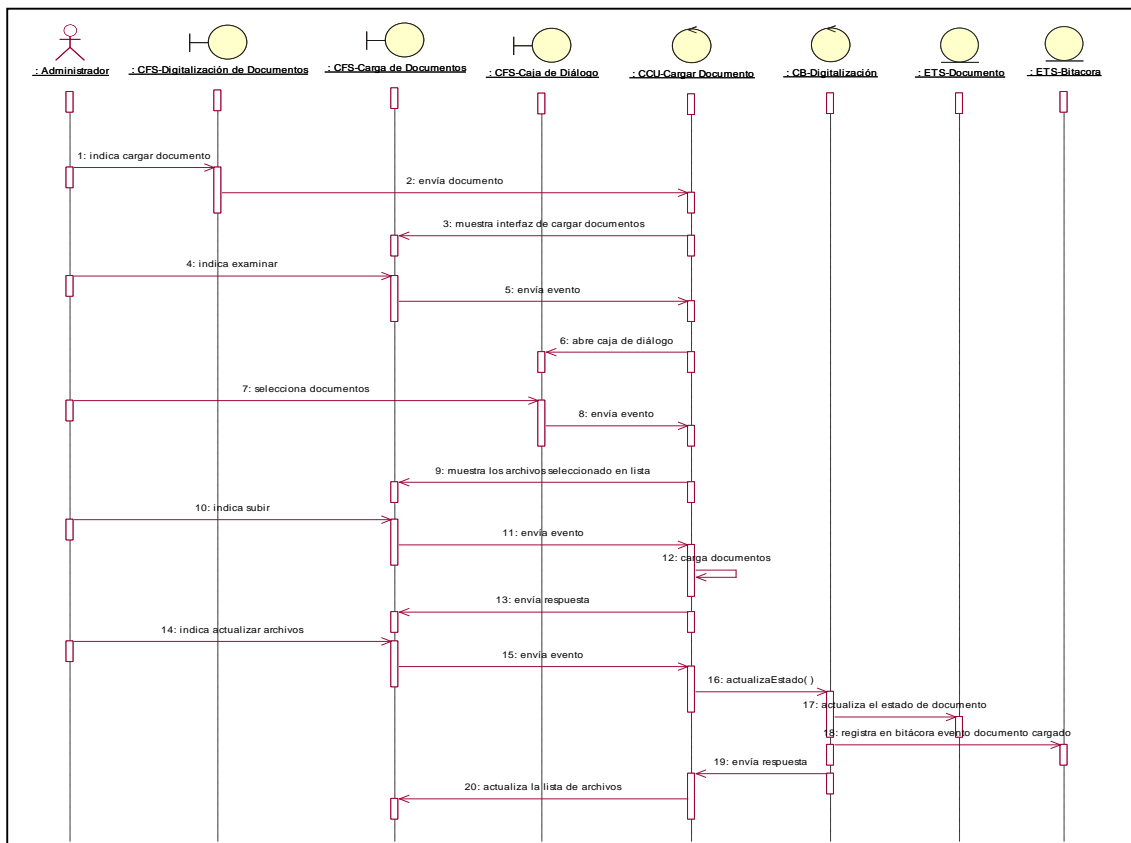 : Administrador
: CFS-Digitalización de Documentos
: CFS-Carga de Documentos
: CFS-Caja de Diálogo
: CCU-Cargar Documento
: CB-Digitalización
: ETS-Documento
: ETS-Bitacora
1: indica cargar documento
2: envía documento
3: muestra interfaz de cargar documentos
4: indica examinar
5: envía evento
6: abre caja de diálogo
7: selecciona documentos
8: envía evento
9: muestra los archivos seleccionado en lista
10: indica subir
11: envía evento
12: carga documentos
13: envía respuesta
14: indica actualizar archivos
15: envía evento
16: actualizaEstado( )
17: actualiza el estado de documento
18: registra en bitácora evento documento cargado
19: envía respuesta
20: actualiza la lista de archivos